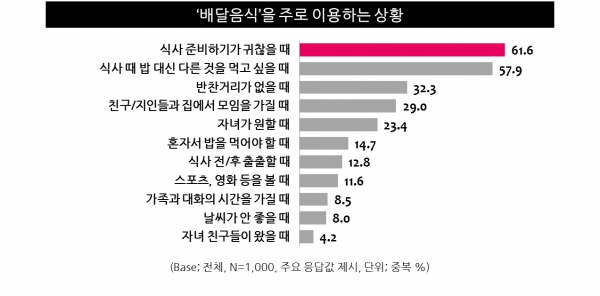 ‘배달음식’을 주로 이용하는 상황
식사 준비하기가 귀찮을 때 61.6
식사 때 밥 대신 다른 것을 먹고 싶을 때 57.9
반찬거리가 없을 때 32.3
친구/지인들과 집에서 모임을 가질 때 29.0
자녀가 원할 때 23.4
혼자서 밥을 먹어야 할 때 14.7
식사 전/후 출출할 때 12.8
스포츠, 영화 등을 볼 때 11.6
가족과 대화의 시간을 가질 때 8.5
날씨가 안 좋을 때 8.0
자녀 친구들이 왔을 때 4.2
(Base; 전체, N=1,000, 주요 응답값 제시, 단위; 중복 %)